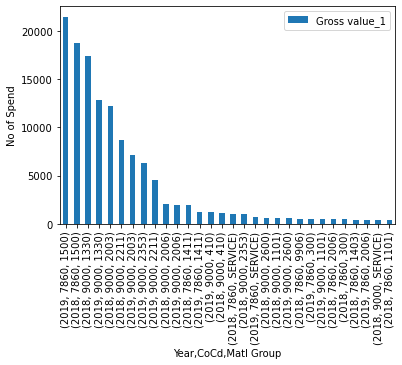 Gross value_1
No of Spend
20000
15000
10000
5000
0
(2019, 7860, 1500)
(2018, 7860, 1500)
(2018, 9000, 1330)
(2019, 9000, 1330)
(2018, 9000, 2003)
(2018, 9000, 2211)
(2019, 9000, 2003)
(2019, 9000, 2353)
(2019, 9000, 2211)
(2018, 9000, 2006)
(2019, 9000, 2006)
(2018, 7860, 1411)
(2019, 7860, 1411)
(2019, 9000, 410)
(2018, 9000, 410)
(2018, 7860, SERVICE)
(2018, 9000, 2353)
(2019, 7860, SERVICE)
(2018, 9000, 2600)
(2018, 9000, 1101)
(2019, 9000, 2600)
(2018, 7860, 9906)
(2019, 7860, 300)
(2019, 9000, 1101)
(2018, 7860, 2006)
(2018, 7860, 300)
(2018, 7860, 1403)
(2019, 7860, 2006)
(2018, 9000, SERVICE)
(2018, 7860, 1101)
Year,CoCd,Matl Group